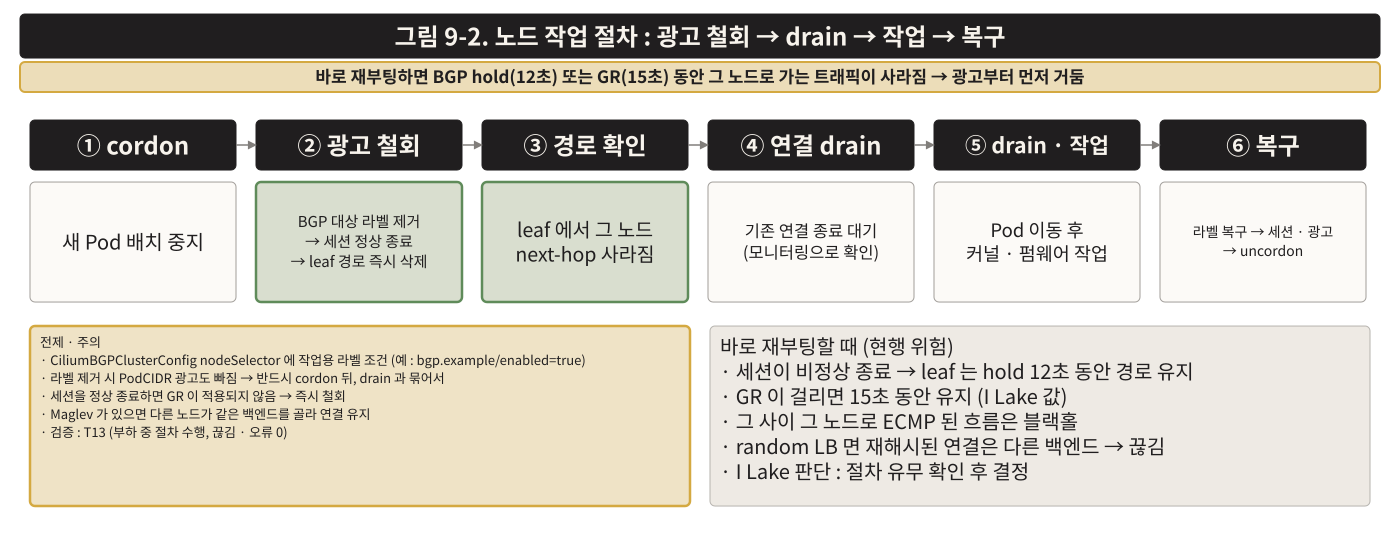 그림 9-2. 노드 작업 절차 : 광고 철회 → drain → 작업 → 복구
바로 재부팅하면 BGP hold(12초) 또는 GR(15초) 동안 그 노드로 가는 트래픽이 사라짐 → 광고부터 먼저 거둠
① cordon
② 광고 철회
③ 경로 확인
④ 연결 drain
⑤ drain · 작업
⑥ 복구
새 Pod 배치 중지
BGP 대상 라벨 제거
→ 세션 정상 종료
→ leaf 경로 즉시 삭제
leaf 에서 그 노드
next-hop 사라짐
기존 연결 종료 대기
(모니터링으로 확인)
Pod 이동 후
커널 · 펌웨어 작업
라벨 복구 → 세션 · 광고
→ uncordon
전제 · 주의
· CiliumBGPClusterConfig nodeSelector 에 작업용 라벨 조건 (예 : bgp.example/enabled=true)
· 라벨 제거 시 PodCIDR 광고도 빠짐 → 반드시 cordon 뒤, drain 과 묶어서
· 세션을 정상 종료하면 GR 이 적용되지 않음 → 즉시 철회
· Maglev 가 있으면 다른 노드가 같은 백엔드를 골라 연결 유지
· 검증 : T13 (부하 중 절차 수행, 끊김 · 오류 0)
바로 재부팅할 때 (현행 위험)
· 세션이 비정상 종료 → leaf 는 hold 12초 동안 경로 유지
· GR 이 걸리면 15초 동안 유지 (I Lake 값)
· 그 사이 그 노드로 ECMP 된 흐름은 블랙홀
· random LB 면 재해시된 연결은 다른 백엔드 → 끊김
· I Lake 판단 : 절차 유무 확인 후 결정